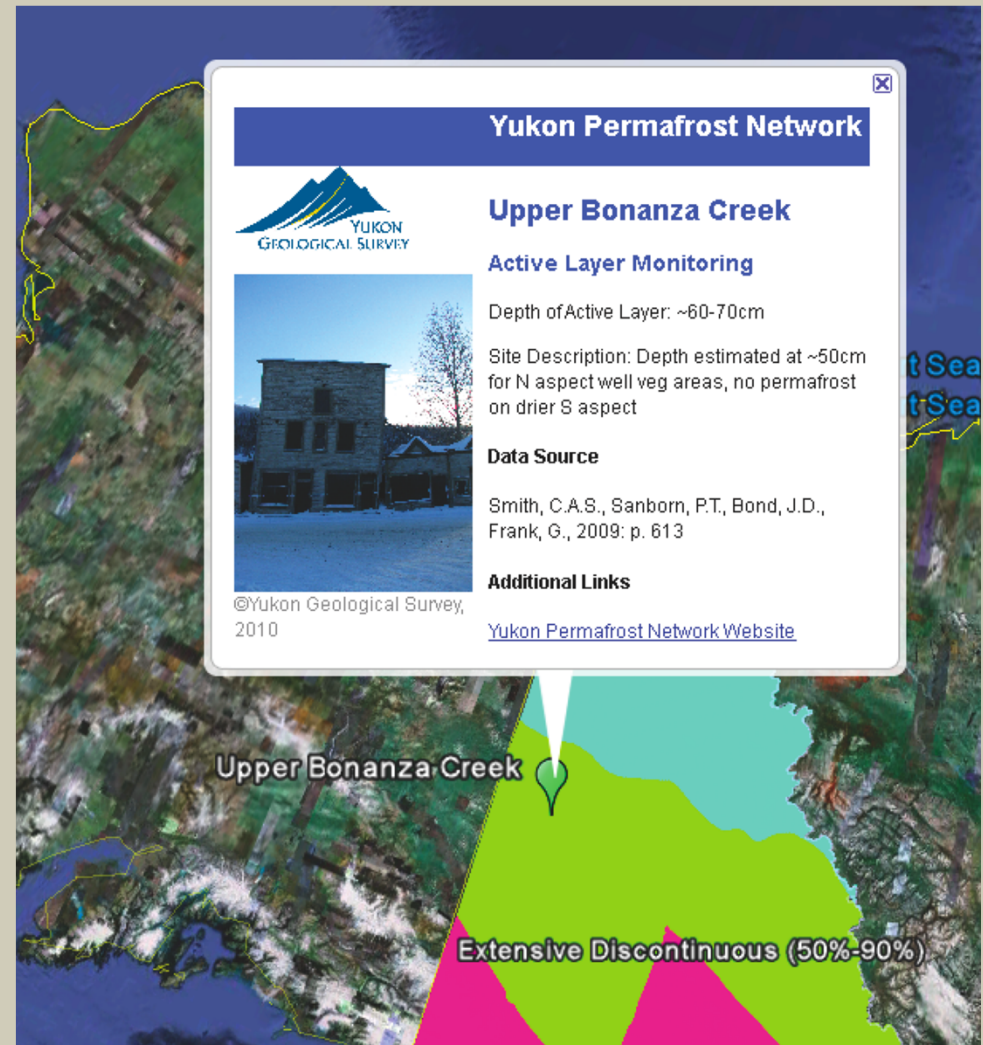 Yukon Permafrost Network
YUKON
GEOLOGICAL SURVEY
Upper Bonanza Creek
Active Layer Monitoring
Depth of Active Layer: ~60-70cm
Site Description: Depth estimated at ~50cm
for N aspect well veg areas, no permafrost
on drier S aspect
Data Source
Smith, C.A.S., Sanborn, P.T., Bond, J.D.,
Frank, G., 2009: p. 613
Additional Links
Yukon Permafrost Network Website
©Yukon Geological Survey,
2010
t Sea
t Sea
Upper Bonanza Creek
Extensive Discontinuous (50%-90%)